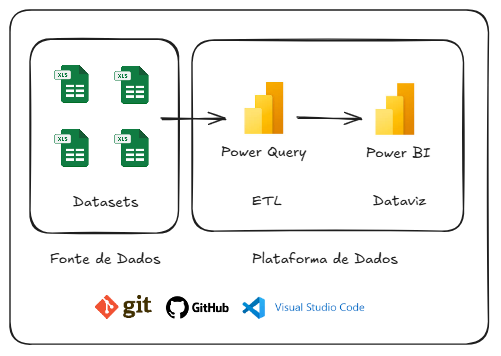 XLS
XLS
XLS
XLS
Datasets
Fonte de Dados
Power Query
ETL
Power BI
Dataviz
Plataforma de Dados
git
GitHub
Visual Studio Code